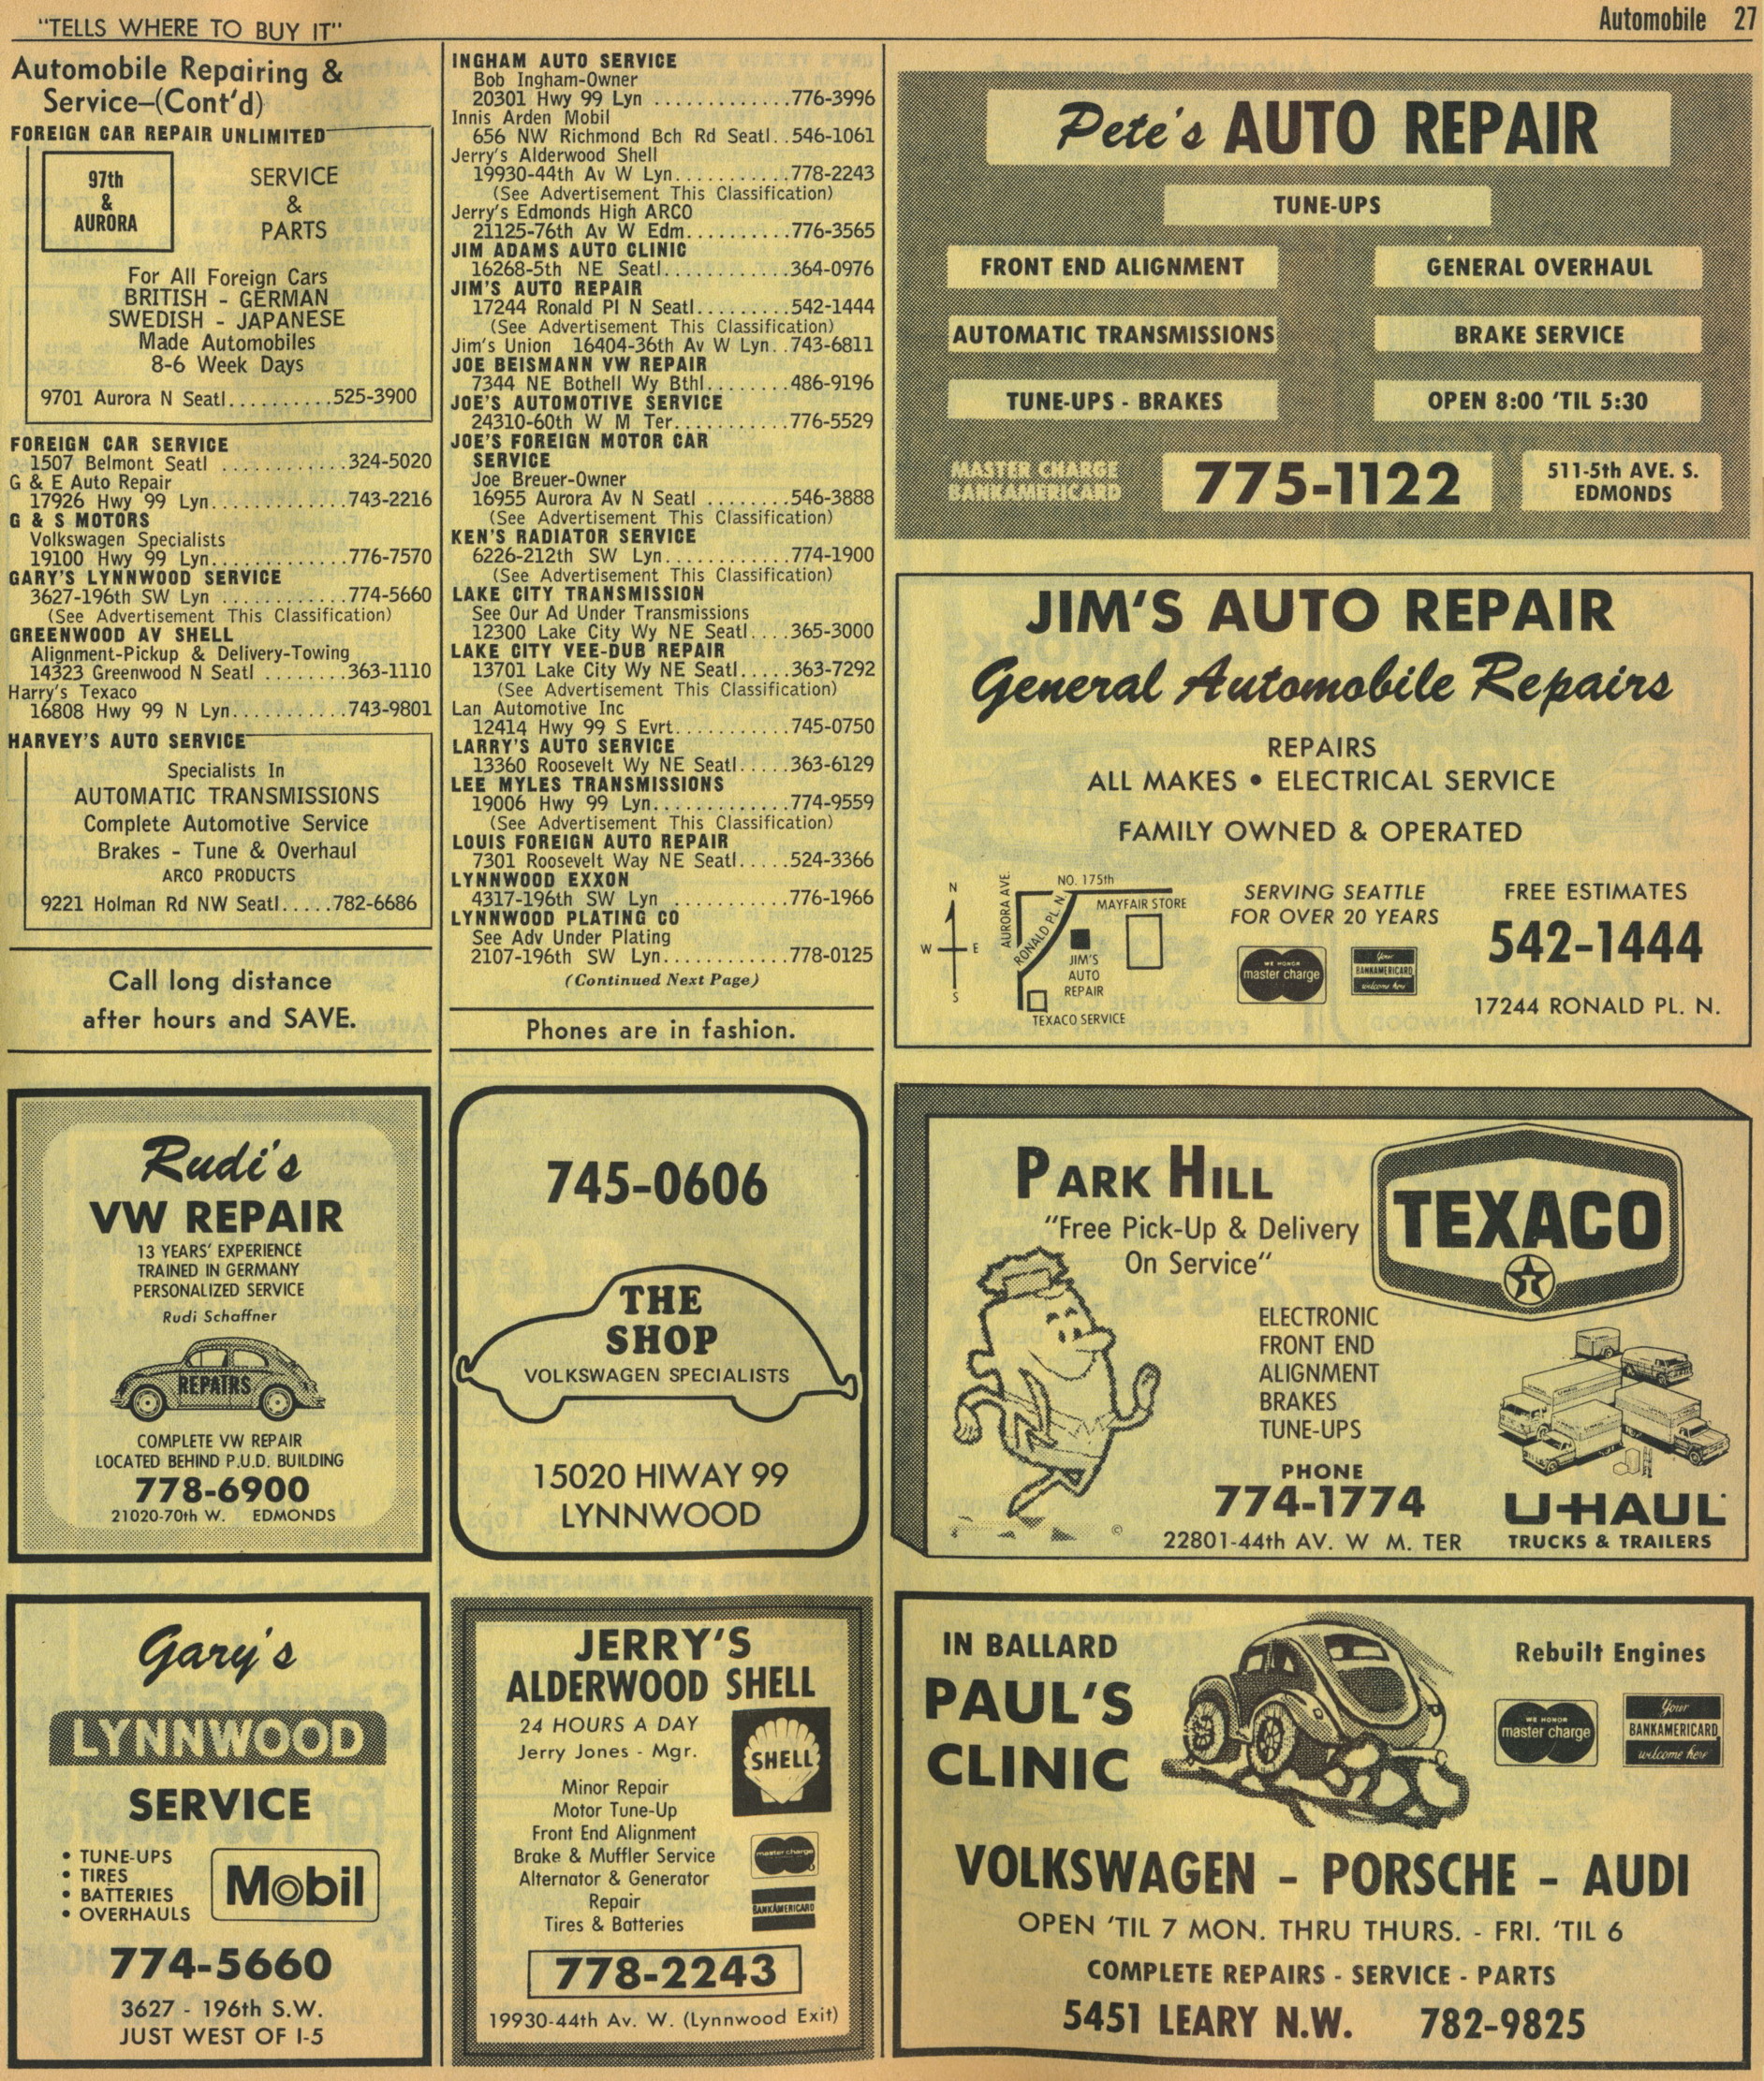 "TELLS WHERE TO BUY IT"
Automobile 27
Automobile Repairing &
Service-(Cont'd)
FOREIGN CAR REPAIR UNLIMITED
97th
&
AURORA
SERVICE
&
PARTS
For All Foreign Cars
BRITISH - GERMAN
SWEDISH - JAPANESE
Made Automobiles
8-6 Week Days
9701 Aurora N Seatl..........525-3900
FOREIGN CAR SERVICE
1507 Belmont Seatl ............324-5020
G & E Auto Repair
17926 Hwy 99 Lyn.............743-2216
G & S MOTORS
Volkswagen Specialists
19100 Hwy 99 Lyn.............776-7570
GARY'S LYNNWOOD SERVICE
3627-196th SW Lyn ............774-5660
(See Advertisement This Classification)
GREENWOOD AV SHELL
Alignment-Pickup & Delivery-Towing
14323 Greenwood N Seatl ........363-1110
Harry's Texaco
16808 Hwy 99 N Lyn...........743-9801
HARVEY'S AUTO SERVICE
Specialists In
AUTOMATIC TRANSMISSIONS
Complete Automotive Service
Brakes - Tune & Overhaul
ARCO PRODUCTS
9221 Holman Rd NW Seatl.....782-6686
Call long distance
after hours and SAVE.
INGHAM AUTO SERVICE
Bob Ingham-Owner
20301 Hwy 99 Lyn .............776-3996
Innis Arden Mobil
656 NW Richmond Bch Rd Seatl..546-1061
Jerry's Alderwood Shell
19930-44th Av W Lyn...........778-2243
(See Advertisement This Classification)
Jerry's Edmonds High ARCO
21125-76th Av W Edm..........776-3565
JIM ADAMS AUTO CLINIC
16268-5th NE Seatl............364-0976
JIM'S AUTO REPAIR
17244 Ronald Pl N Seatl.........542-1444
(See Advertisement This Classification)
Jim's Union 16404-36th Av W Lyn..743-6811
JOE BEISMANN VW REPAIR
7344 NE Bothell Wy Bthl........486-9196
JOE'S AUTOMOTIVE SERVICE
24310-60th W M Ter...........776-5529
JOE'S FOREIGN MOTOR CAR
SERVICE
Joe Breuer-Owner
16955 Aurora Av N Seatl ........546-3888
(See Advertisement This Classification)
KEN'S RADIATOR SERVICE
6226-212th SW Lyn............774-1900
(See Advertisement This Classification)
LAKE CITY TRANSMISSION
See Our Ad Under Transmissions
12300 Lake City Wy NE Seatl....365-3000
LAKE CITY VEE-DUB REPAIR
13701 Lake City Wy NE Seatl.....363-7292
(See Advertisement This Classification)
Lan Automotive Inc
12414 Hwy 99 S Evrt...........745-0750
LARRY'S AUTO SERVICE
13360 Roosevelt Wy NE Seatl.....363-6129
LEE MYLES TRANSMISSIONS
19006 Hwy 99 Lyn.............774-9559
(See Advertisement This Classification)
LOUIS FOREIGN AUTO REPAIR
7301 Roosevelt Way NE Seatl.....524-3366
LYNNWOOD EXXON
4317-196th SW Lyn ...........776-1966
LYNNWOOD PLATING CO
See Adv Under Plating
2107-196th SW Lyn............778-0125
(Continued Next Page)
Phones are in fashion.
Pete's AUTO REPAIR
TUNE-UPS
FRONT END ALIGNMENT
GENERAL OVERHAUL
AUTOMATIC TRANSMISSIONS
BRAKE SERVICE
TUNE-UPS - BRAKES
OPEN 8:00 'TIL 5:30
MASTER CHARGE
BANKAMERICARD
775-1122
511-5th AVE. S.
EDMONDS
JIM'S AUTO REPAIR
General Automobile Repairs
REPAIRS
ALL MAKES • ELECTRICAL SERVICE
FAMILY OWNED & OPERATED
N
W
E
S
AURORA AVE.
NO. 175th
RONALD PL. N.
MAYFAIR STORE
JIM'S
AUTO
REPAIR
TEXACO SERVICE
SERVING SEATTLE
FOR OVER 20 YEARS
WE HONOR
master charge
Your
BANKAMERICARD
welcome here
FREE ESTIMATES
542-1444
17244 RONALD PL. N.
Rudi's
VW REPAIR
13 YEARS' EXPERIENCE
TRAINED IN GERMANY
PERSONALIZED SERVICE
Rudi Schaffner
REPAIRS
COMPLETE VW REPAIR
LOCATED BEHIND P.U.D. BUILDING
778-6900
21020-70th W. EDMONDS
745-0606
THE
SHOP
VOLKSWAGEN SPECIALISTS
15020 HIWAY 99
LYNNWOOD
PARK HILL
TEXACO
T
"Free Pick-Up & Delivery
On Service"
ELECTRONIC
FRONT END
ALIGNMENT
BRAKES
TUNE-UPS
PHONE
774-1774
22801-44th AV. W M. TER
©
U-HAUL
TRUCKS & TRAILERS
Gary's
LYNNWOOD
SERVICE
• TUNE-UPS
• TIRES
• BATTERIES
• OVERHAULS
Mobil
774-5660
3627 - 196th S.W.
JUST WEST OF I-5
JERRY'S
ALDERWOOD SHELL
24 HOURS A DAY
Jerry Jones - Mgr.
SHELL
Minor Repair
Motor Tune-Up
Front End Alignment
Brake & Muffler Service
Alternator & Generator
Repair
Tires & Batteries
master charge
BANKAMERICARD
778-2243
19930-44th Av. W. (Lynnwood Exit)
IN BALLARD
PAUL'S
CLINIC
Rebuilt Engines
WE HONOR
master charge
Your
BANKAMERICARD
welcome here
VOLKSWAGEN - PORSCHE - AUDI
OPEN 'TIL 7 MON. THRU THURS. - FRI. 'TIL 6
COMPLETE REPAIRS - SERVICE - PARTS
5451 LEARY N.W. 782-9825